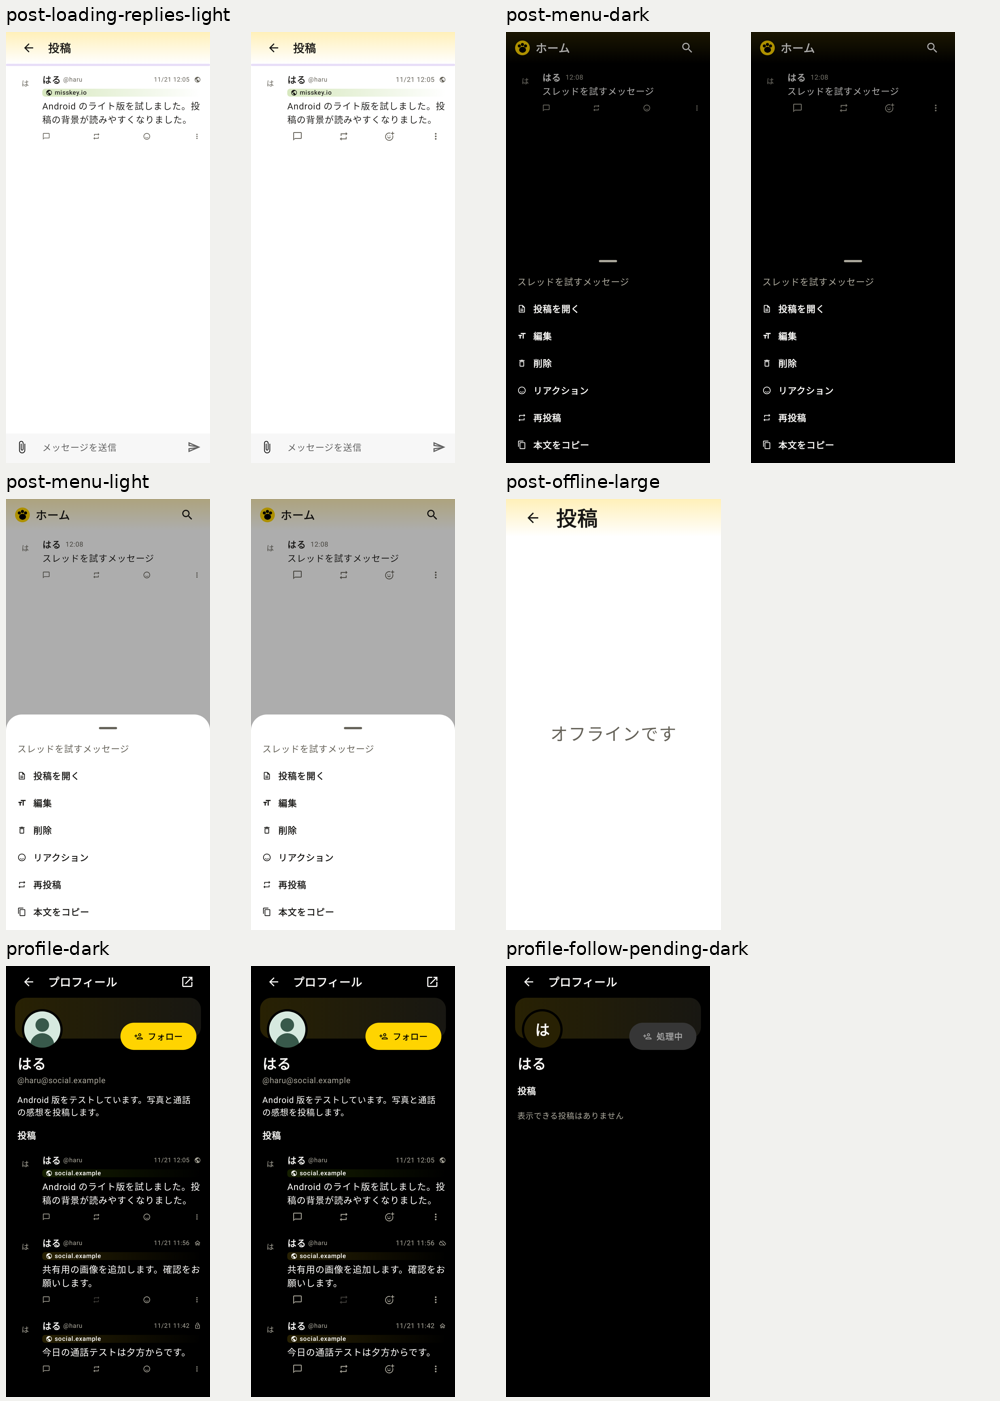 post-loading-replies-light
投稿
はる @haru 11/21 12:05
misskey.io
Android のライト版を試しました。投
稿の背景が読みやすくなりました。
メッセージを送信
投稿
はる @haru 11/21 12:05
misskey.io
Android のライト版を試しました。投
稿の背景が読みやすくなりました。
メッセージを送信
post-menu-dark
ホーム
はる 12:08
スレッドを試すメッセージ
スレッドを試すメッセージ
投稿を開く
編集
削除
リアクション
再投稿
本文をコピー
ホーム
はる 12:08
スレッドを試すメッセージ
スレッドを試すメッセージ
投稿を開く
編集
削除
リアクション
再投稿
本文をコピー
post-menu-light
ホーム
は
はる 12:08
スレッドを試すメッセージ
スレッドを試すメッセージ
投稿を開く
編集
削除
リアクション
再投稿
本文をコピー
ホーム
は
はる 12:08
スレッドを試すメッセージ
スレッドを試すメッセージ
投稿を開く
編集
削除
リアクション
再投稿
本文をコピー
post-offline-large
投稿
オフラインです
profile-dark
プロフィール
フォロー
はる
@haru@social.example
Android 版をテストしています。写真と通話
の感想を投稿します。
投稿
は
はる @haru 11/21 12:05
social.example
Android のライト版を試しました。投
稿の背景が読みやすくなりました。
は
はる @haru 11/21 11:56
social.example
共有用の画像を追加します。確認をお
願いします。
は
はる @haru 11/21 11:42
social.example
今日の通話テストは夕方からです。
プロフィール
フォロー
はる
@haru@social.example
Android 版をテストしています。写真と通話
の感想を投稿します。
投稿
は
はる @haru 11/21 12:05
social.example
Android のライト版を試しました。投
稿の背景が読みやすくなりました。
は
はる @haru 11/21 11:56
social.example
共有用の画像を追加します。確認をお
願いします。
は
はる @haru 11/21 11:42
social.example
今日の通話テストは夕方からです。
profile-follow-pending-dark
プロフィール
は
処理中
はる
投稿
表示できる投稿はありません